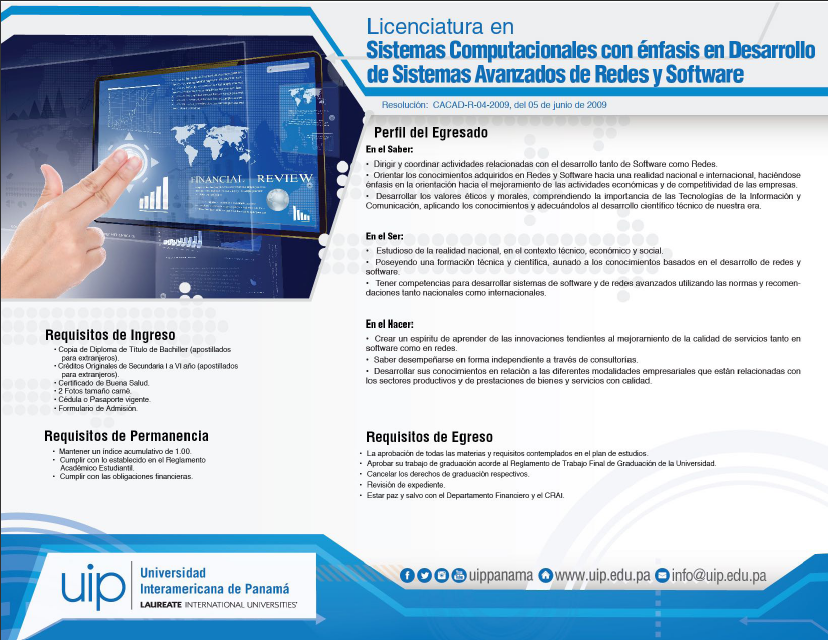 Licenciatura en
Sistemas Computacionales con énfasis en Desarrollo
de Sistemas Avanzados de Redes y Software
Resolución: CACAD-R-04-2009, del 05 de junio de 2009
FINANCIAL REVIEW
Perfil del Egresado
En el Saber:
• Dirigir y coordinar actividades relacionadas con el desarrollo tanto de Software como Redes.
• Orientar los conocimientos adquiridos en Redes y Software hacia una realidad nacional e internacional, haciéndose
énfasis en la orientación hacia el mejoramiento de las actividades económicas y de competitividad de las empresas.
• Desarrollar los valores éticos y morales, comprendiendo la importancia de las Tecnologías de la Información y
Comunicación, aplicando los conocimientos y adecuándolos al desarrollo científico técnico de nuestra era.
En el Ser:
• Estudioso de la realidad nacional, en el contexto técnico, económico y social.
• Poseyendo una formación técnica y científica, aunado a los conocimientos basados en el desarrollo de redes y
software.
• Tener competencias para desarrollar sistemas de software y de redes avanzados utilizando las normas y recomen-
daciones tanto nacionales como internacionales.
En el Hacer:
• Crear un espíritu de aprender de las innovaciones tendientes al mejoramiento de la calidad de servicios tanto en
software como en redes.
• Saber desempeñarse en forma independiente a través de consultorías.
• Desarrollar sus conocimientos en relación a las diferentes modalidades empresariales que están relacionadas con
los sectores productivos y de prestaciones de bienes y servicios con calidad.
Requisitos de Ingreso
• Copia de Diploma de Título de Bachiller (apostillados
para extranjeros).
• Créditos Originales de Secundaria I a VI año (apostillados
para extranjeros).
• Certificado de Buena Salud.
• 2 Fotos tamaño carné.
• Cédula o Pasaporte vigente.
• Formulario de Admisión.
Requisitos de Permanencia
• Mantener un índice acumulativo de 1.00.
• Cumplir con lo establecido en el Reglamento
Académico Estudiantil.
• Cumplir con las obligaciones financieras.
Requisitos de Egreso
• La aprobación de todas las materias y requisitos contemplados en el plan de estudios.
• Aprobar su trabajo de graduación acorde al Reglamento de Trabajo Final de Graduación de la Universidad.
• Cancelar los derechos de graduación respectivos.
• Revisión de expediente.
• Estar paz y salvo con el Departamento Financiero y el CRAI.
uip
Universidad
Interamericana de Panamá
LAUREATE INTERNATIONAL UNIVERSITIES
uippanama www.uip.edu.pa info@uip.edu.pa